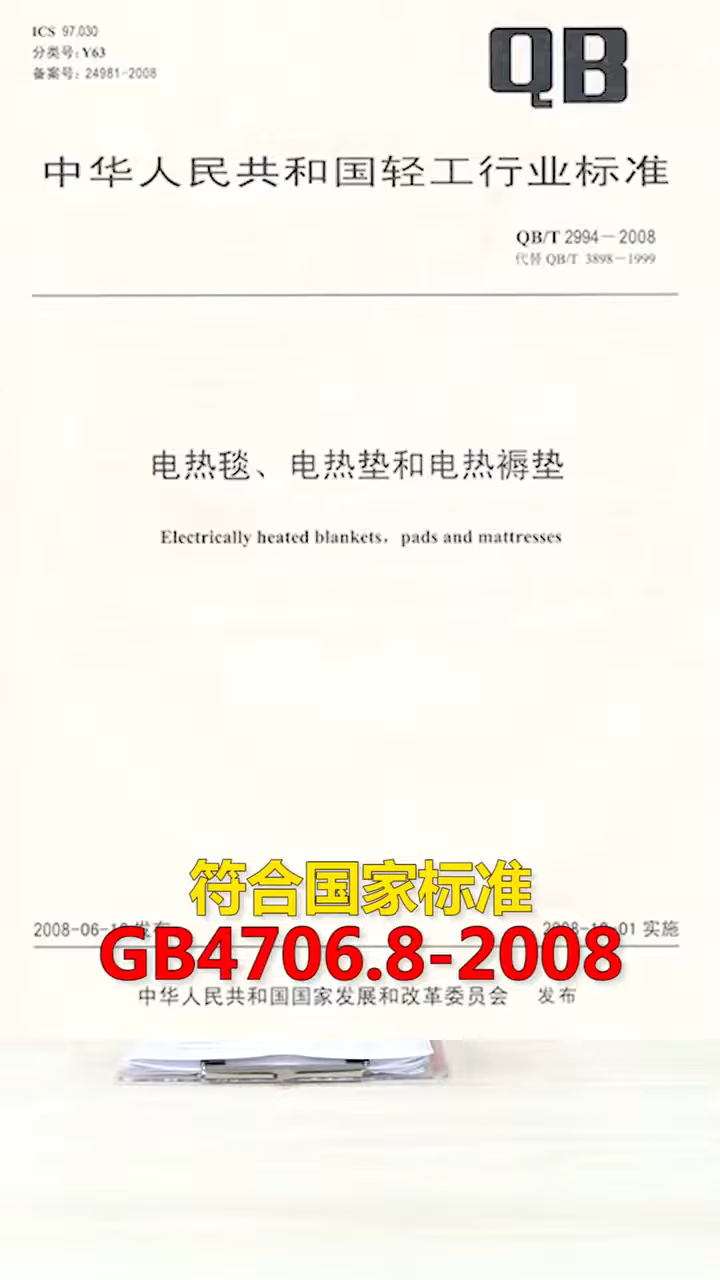 ICS 97.030
分类号：Y63
备案号：24981-2008
QB
中华人民共和国轻工行业标准
QB/T 2994－2008
代替 QB/T 3898－1999
电热毯、电热垫和电热褥垫
Electrically heated blankets, pads and mattresses
符合国家标准
2008-06-1 发布
2008-10-01 实施
GB4706.8-2008
中华人民共和国国家发展和改革委员会 发布